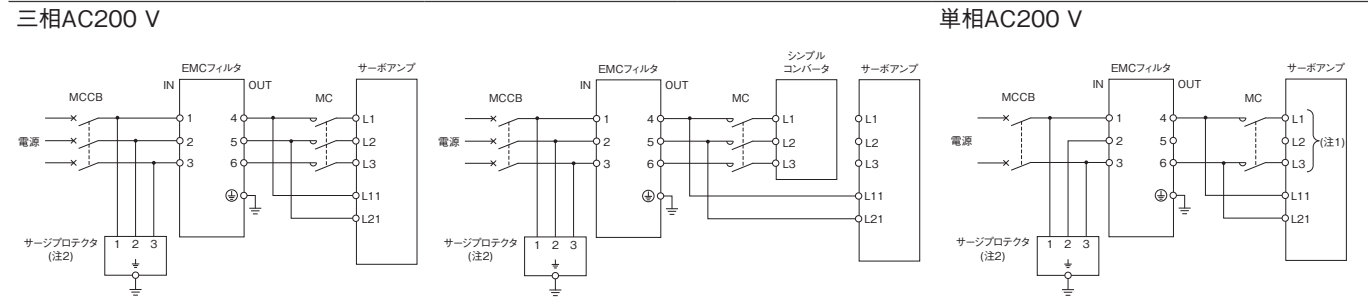 三相AC200 V
MCCB
電源
IN
EMCフィルタ
OUT
1
2
3
4
5
6
MC
サーボアンプ
L1
L2
L3
L11
L21
サージプロテクタ
(注2)
1 2 3
MCCB
電源
IN
EMCフィルタ
OUT
1
2
3
4
5
6
MC
シンプル
コンバータ
L1
L2
L3
サーボアンプ
L1
L2
L3
L11
L21
サージプロテクタ
(注2)
1 2 3
単相AC200 V
MCCB
電源
IN
EMCフィルタ
OUT
1
2
3
4
5
6
MC
サーボアンプ
L1
L2
L3
(注1)
L11
L21
サージプロテクタ
(注2)
1 2 3